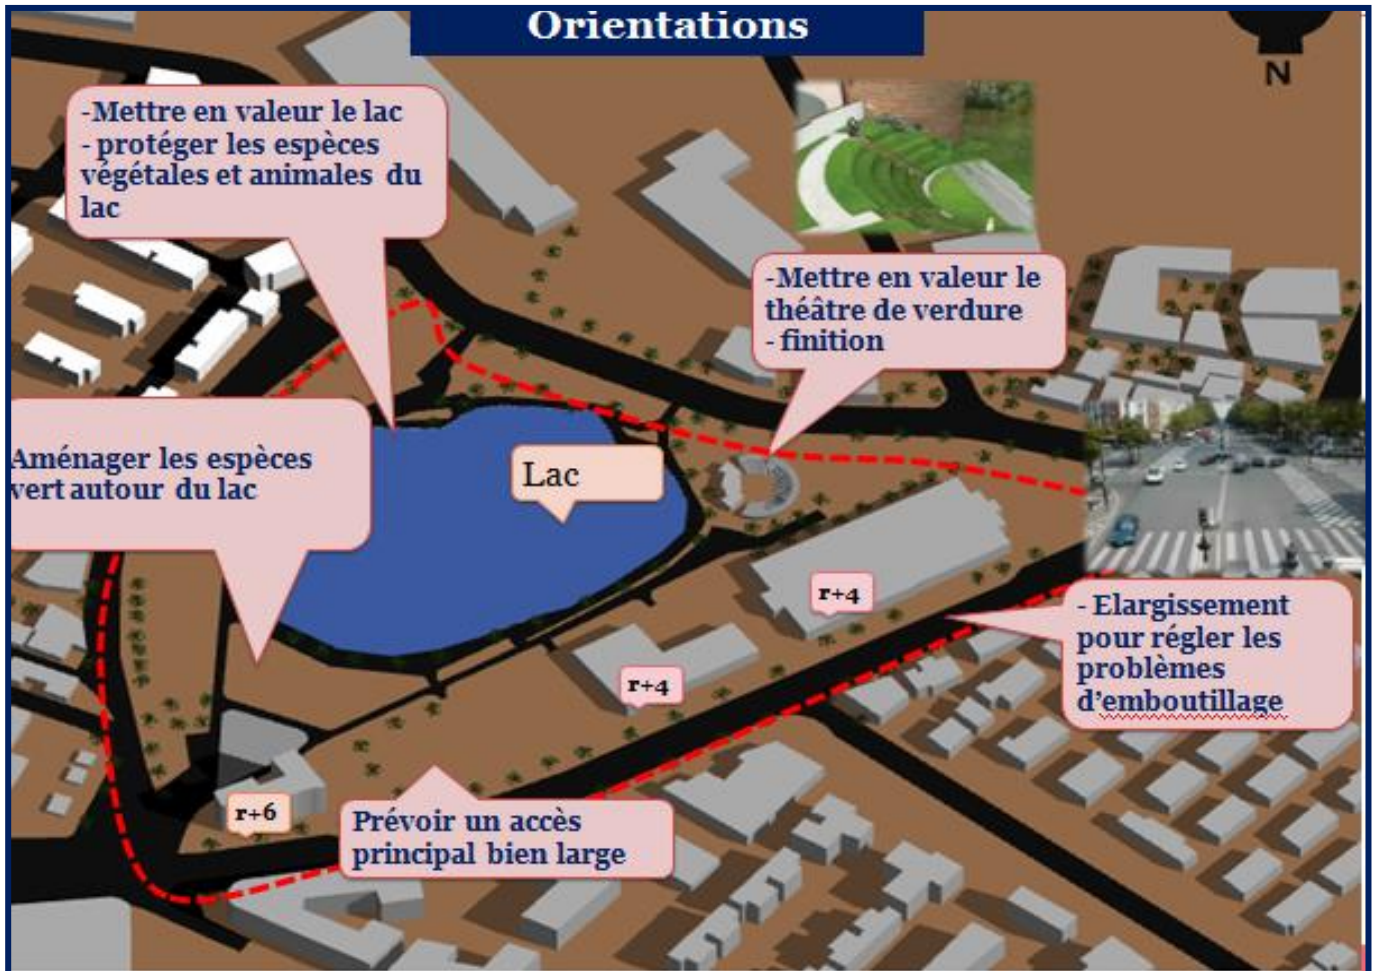 Orientations
N
-Mettre en valeur le lac
- protéger les espèces
végétales et animales du
lac
-Mettre en valeur le
théâtre de verdure
- finition
Aménager les espèces
vert autour du lac
Lac
r+4
- Elargissement
pour régler les
problèmes
d'emboutillage
r+4
r+6
Prévoir un accès
principal bien large